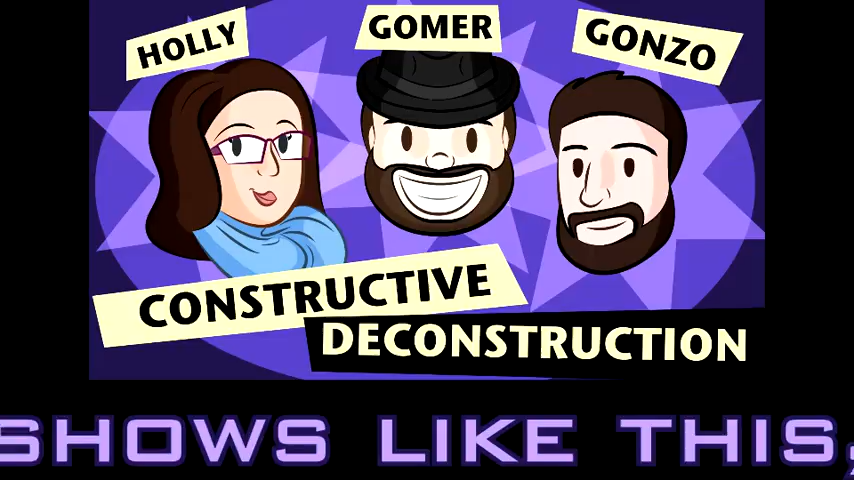 HOLLY
GOMER
GONZO
CONSTRUCTIVE
DECONSTRUCTION
SHOWS LIKE THIS,